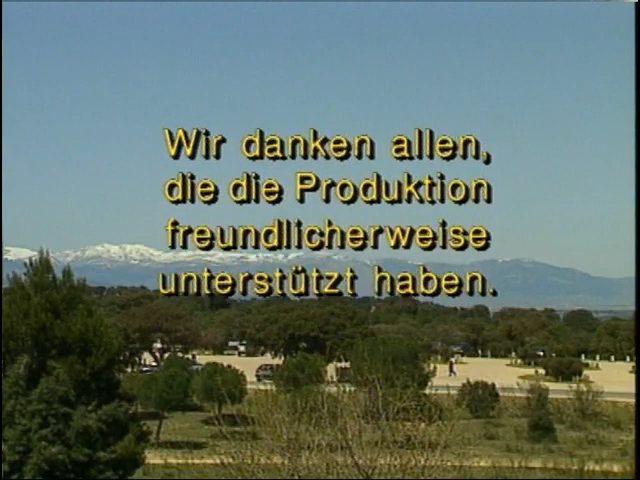 Wir danken allen,
die die Produktion
freundlicherweise
unterstützt haben.